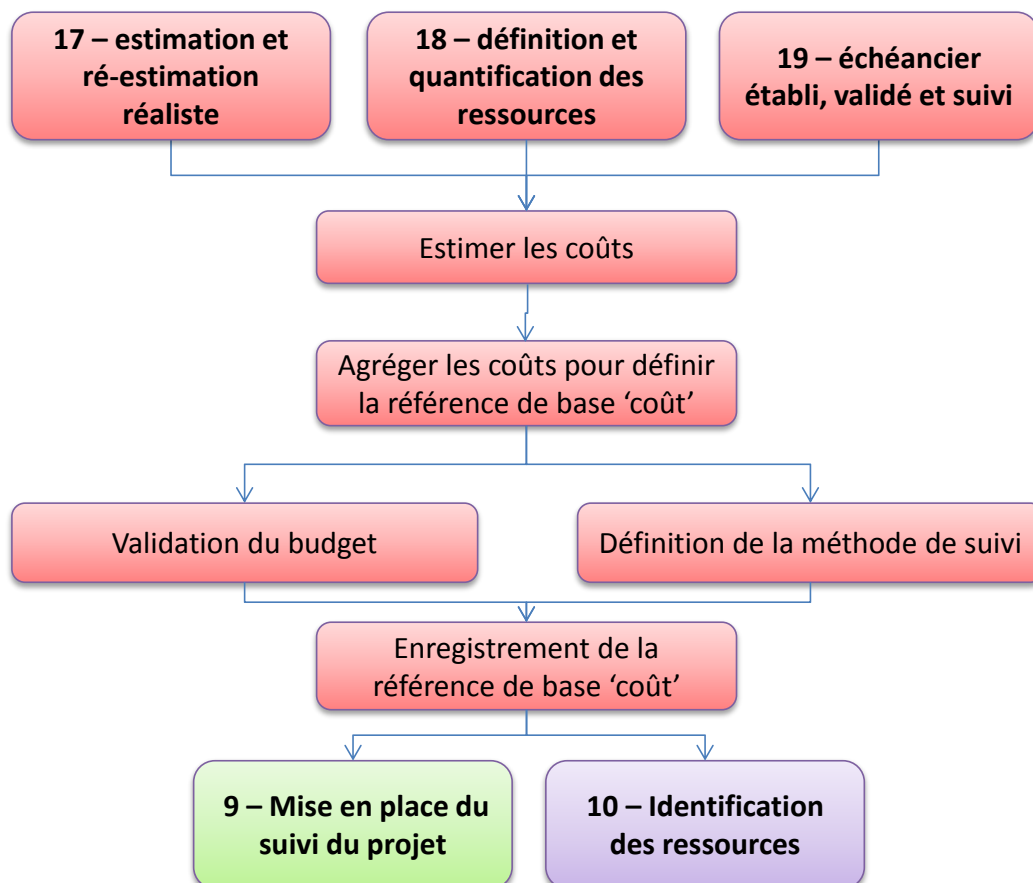 17 – estimation et
ré-estimation
réaliste
18 – définition et
quantification des
ressources
19 – échéancier
établi, validé et suivi
Estimer les coûts
Agréger les coûts pour définir
la référence de base ‘coût’
Validation du budget
Définition de la méthode de suivi
Enregistrement de la
référence de base ‘coût’
9 – Mise en place du
suivi du projet
10 – Identification
des ressources